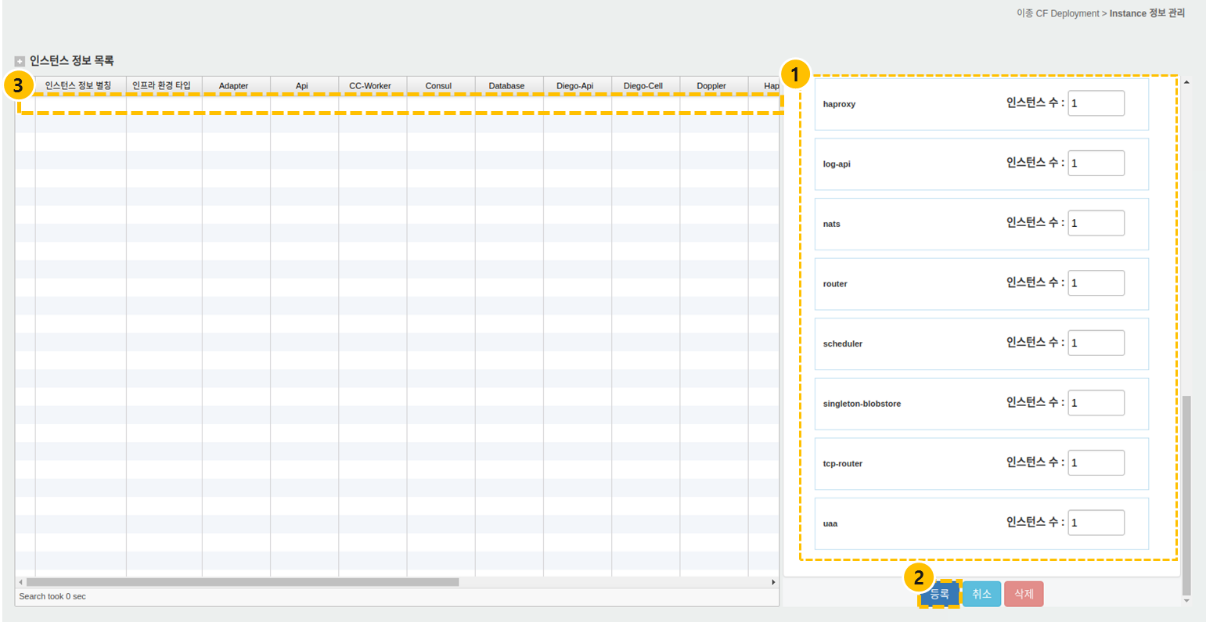 이종 CF Deployment > Instance 정보 관리
인스턴스 정보 목록
3
인스턴스 정보 별칭 인프라 환경 타입 Adapter Api CC-Worker Consul Database Diego-Api Diego-Cell Doppler Hap
1
haproxy 인스턴스 수 : 1
log-api 인스턴스 수 : 1
nats 인스턴스 수 : 1
router 인스턴스 수 : 1
scheduler 인스턴스 수 : 1
singleton-blobstore 인스턴스 수 : 1
tcp-router 인스턴스 수 : 1
uaa 인스턴스 수 : 1
2
등록 취소 삭제
Search took 0 sec